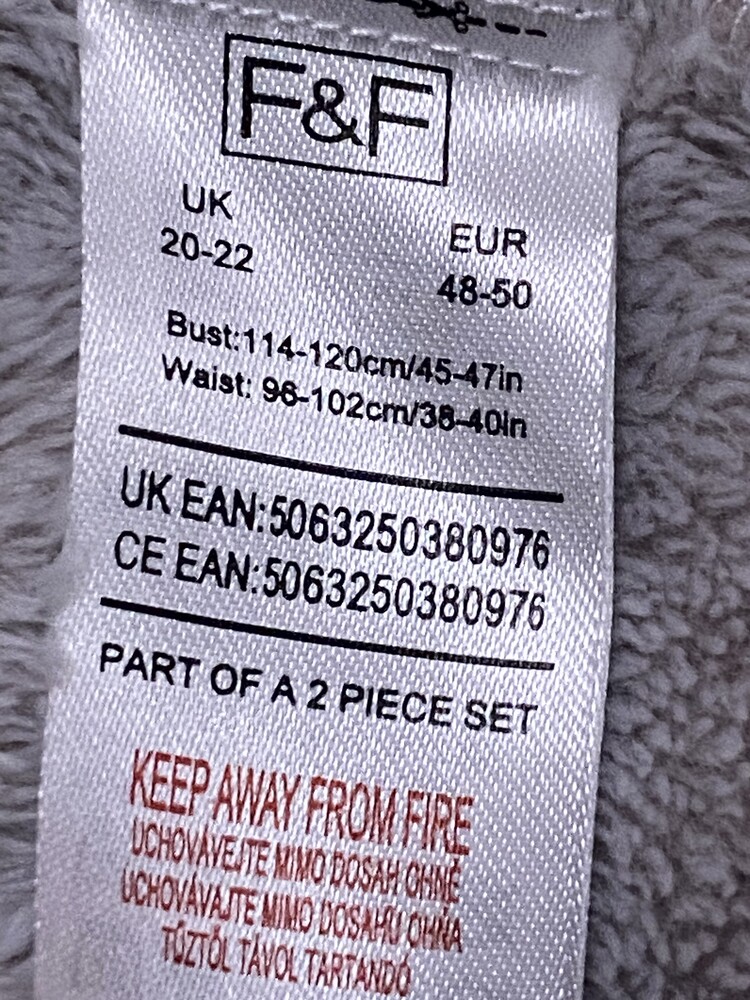 F&F
UK
20-22
EUR
48-50
Bust:114-120cm/45-47in
Waist: 96-102cm/38-40in
UK EAN:5063250380976
CE EAN:5063250380976
PART OF A 2 PIECE SET
KEEP AWAY FROM FIRE
UCHOVÁVEJTE MIMO DOSAH OHNĚ
UCHOVÁVAJTE MIMO DOSAHU OHŇA
TŰZTŐL TÁVOL TARTANDÓ